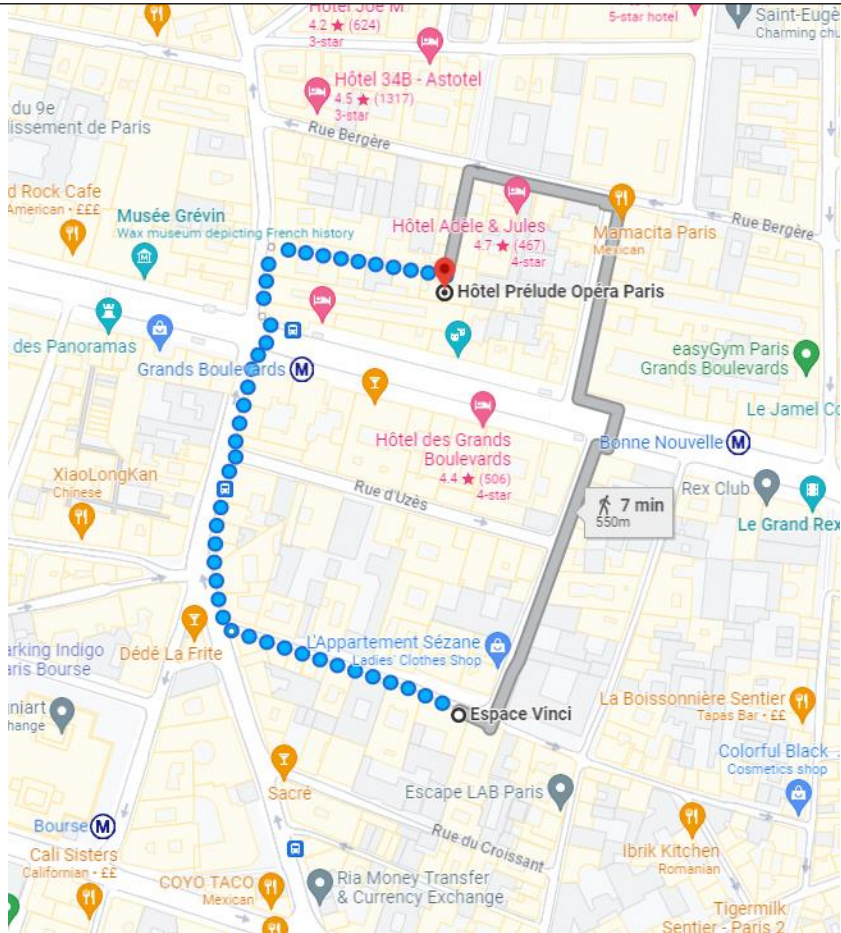 Hôtel Joe M
4.2 ★ (624)
3-star
5-star hotel
Saint-Eugè
Charming chu
Hôtel 34B - Astotel
4.5 ★ (1317)
3-star
du 9e
lissement de Paris
Rue Bergère
d Rock Cafe
American · £££
Musée Grévin
Wax museum depicting French history
Hôtel Adèle & Jules
4.7 ★ (467)
4-star
Mamacita Paris
Mexican
Rue Bergère
Hôtel Prélude Opéra Paris
des Panoramas
Grands Boulevards
M
easyGym Paris
Grands Boulevards
Le Jamel Co
Hôtel des Grands
Boulevards
4.4 ★ (506)
4-star
Bonne Nouvelle
M
XiaoLongKan
Chinese
Rue d'Uzès
Rex Club
7 min
550m
Le Grand Rex
Dédé La Frite
arking Indigo
aris Bourse
L'Appartement Sézane
Ladies' Clothes Shop
Espace Vinci
niart
hange
La Boissonnière Sentier
Tapas Bar · ££
Colorful Black
Cosmetics shop
Sacré
Escape LAB Paris
Bourse
M
Rue du Croissant
Cali Sisters
Californian · ££
Ibrik Kitchen
Romanian
COYO TACO
Mexican
Ria Money Transfer
& Currency Exchange
Tigermilk
Sentier - Paris 2